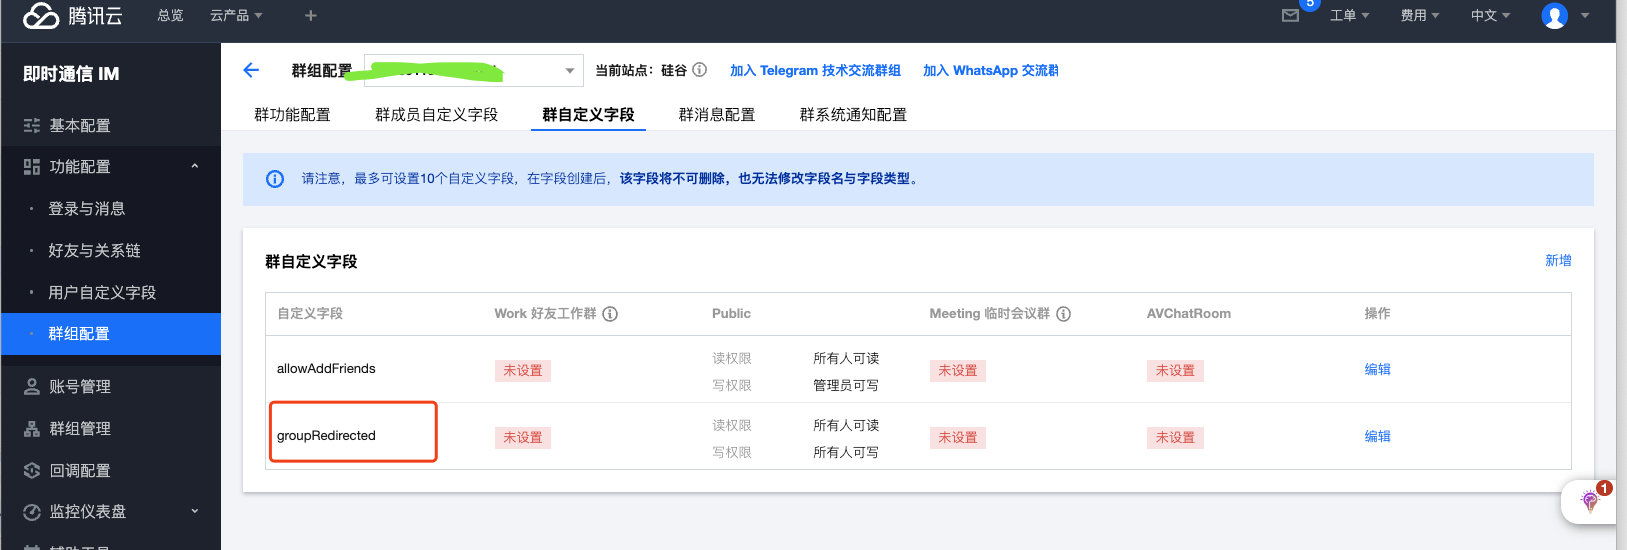 腾讯云 总览 云产品 5 工单 费用 中文
即时通信 IM
群组配置 当前站点：硅谷 加入 Telegram 技术交流群组 加入 WhatsApp 交流群
群功能配置 群成员自定义字段 群自定义字段 群消息配置 群系统通知配置
基本配置
功能配置
登录与消息
好友与关系链
用户自定义字段
群组配置
账号管理
群组管理
回调配置
监控仪表盘
请注意，最多可设置10个自定义字段，在字段创建后，该字段将不可删除，也无法修改字段名与字段类型。
群自定义字段 新增
自定义字段 Work 好友工作群 Public Meeting 临时会议群 AVChatRoom 操作
allowAddFriends 未设置 读权限 所有人可读 未设置 未设置 编辑
写权限 管理员可写
groupRedirected 未设置 读权限 所有人可读 未设置 未设置 编辑
写权限 所有人可写
1